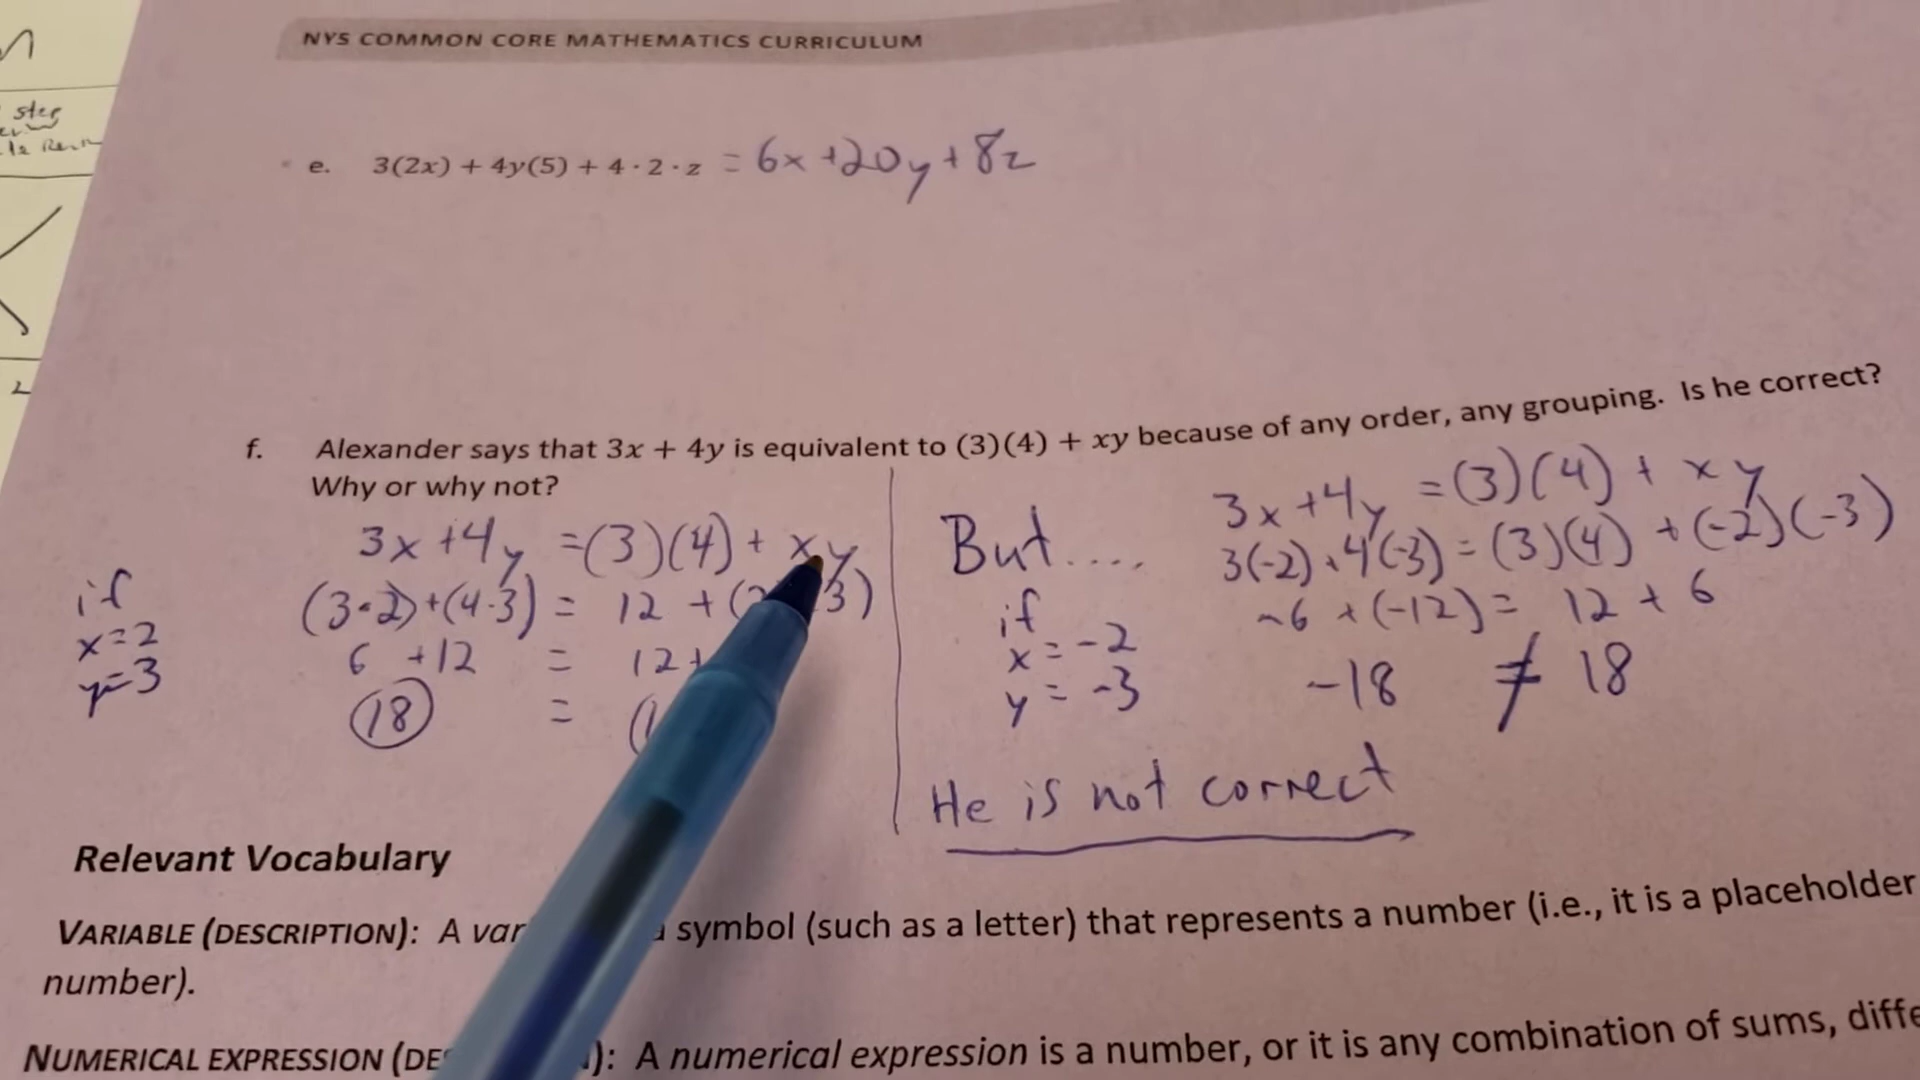 NYS COMMON CORE MATHEMATICS CURRICULUM
step
e. 3(2x) + 4y(5) + 4 · 2 · z = 6x + 20y + 8z
2
f. Alexander says that 3x + 4y is equivalent to (3)(4) + xy because of any order, any grouping. Is he correct?
Why or why not?
3x + 4y = (3)(4) + xy
if
x = 2
y = 3
(3·2) + (4·3) = 12 + ( 3)
6 + 12 = 12 +
18 = (
But....
if
x = -2
y = -3
3x + 4y = (3)(4) + xy
3(-2) + 4(-3) = (3)(4) + (-2)(-3)
-6 + (-12) = 12 + 6
-18 ≠ 18
He is not correct
Relevant Vocabulary
VARIABLE (DESCRIPTION): A symbol (such as a letter) that represents a number (i.e., it is a placeholder
number).
NUMERICAL EXPRESSION ( ): A numerical expression is a number, or it is any combination of sums,